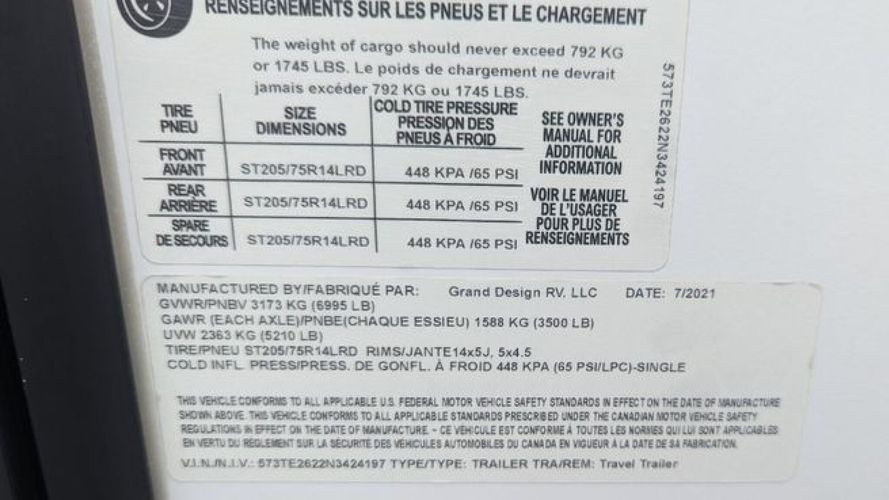 RENSEIGNEMENTS SUR LES PNEUS ET LE CHARGEMENT
The weight of cargo should never exceed 792 KG
or 1745 LBS. Le poids de chargement ne devrait
jamais excéder 792 KG ou 1745 LBS.
TIRE
PNEU
SIZE
DIMENSIONS
COLD TIRE PRESSURE
PRESSION DES
PNEUS À FROID
FRONT
AVANT
ST205/75R14LRD
448 KPA /65 PSI
REAR
ARRIÈRE
ST205/75R14LRD
448 KPA /65 PSI
SPARE
DE SECOURS
ST205/75R14LRD
448 KPA /65 PSI
SEE OWNER'S
MANUAL FOR
ADDITIONAL
INFORMATION
VOIR LE MANUEL
DE L'USAGER
POUR PLUS DE
RENSEIGNEMENTS
573TE2622N3424197
MANUFACTURED BY/FABRIQUÉ PAR: Grand Design RV. LLC DATE: 7/2021
GVWR/PNBV 3173 KG (6995 LB)
GAWR (EACH AXLE)/PNBE(CHAQUE ESSIEU) 1588 KG (3500 LB)
UVW 2363 KG (5210 LB)
TIRE/PNEU ST205/75R14LRD RIMS/JANTE14x5J, 5x4.5
COLD INFL. PRESS/PRESS. DE GONFL. À FROID 448 KPA (65 PSI/LPC)-SINGLE
THIS VEHICLE CONFORMS TO ALL APPLICABLE U.S. FEDERAL MOTOR VEHICLE SAFETY STANDARDS IN EFFECT ON THE DATE OF MANUFACTURE
SHOWN ABOVE. THIS VEHICLE CONFORMS TO ALL APPLICABLE STANDARDS PRESCRIBED UNDER THE CANADIAN MOTOR VEHICLE SAFETY
REGULATIONS IN EFFECT ON THE DATE OF MANUFACTURE. - CE VÉHICULE EST CONFORME À TOUTES LES NORMES QUI LUI SONT APPLICABLES
EN VERTU DU RÈGLEMENT SUR LA SÉCURITÉ DES VÉHICULES AUTOMOBILES DU CANADA EN VIGUEUR À LA DATE DE SA FABRICATION.
V.I.N./N.I.V.: 573TE2622N3424197 TYPE/TYPE: TRAILER TRA/REM: Travel Trailer